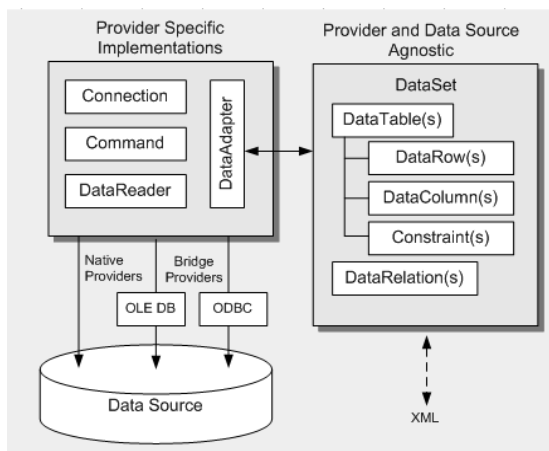 Provider Specific
Implementations
Provider and Data Source
Agnostic
Connection
Command
DataReader
DataAdapter
DataSet
DataTable(s)
DataRow(s)
DataColumn(s)
Constraint(s)
DataRelation(s)
Native
Providers
Bridge
Providers
OLE DB
ODBC
Data Source
XML